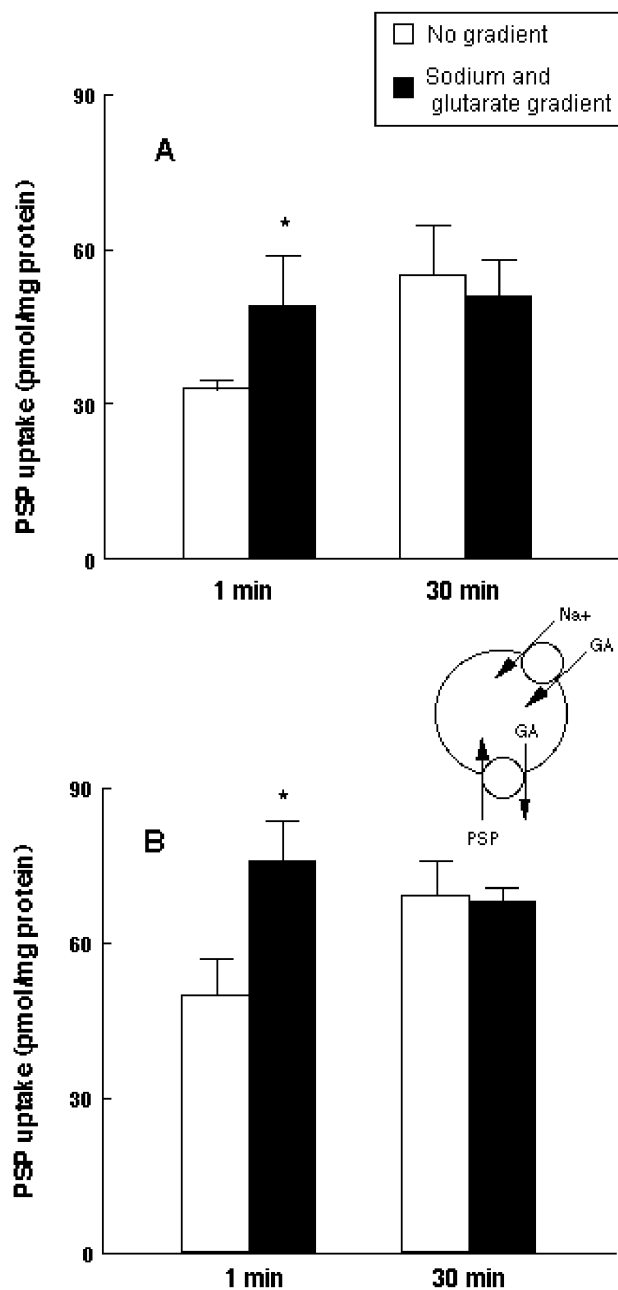 No gradient
Sodium and
glutarate gradient
90
A
*
60
30
0
PSP uptake (pmol/mg protein)
1 min
30 min
Na+
GA
GA
PSP
90
B
*
60
30
0
PSP uptake (pmol/mg protein)
1 min
30 min